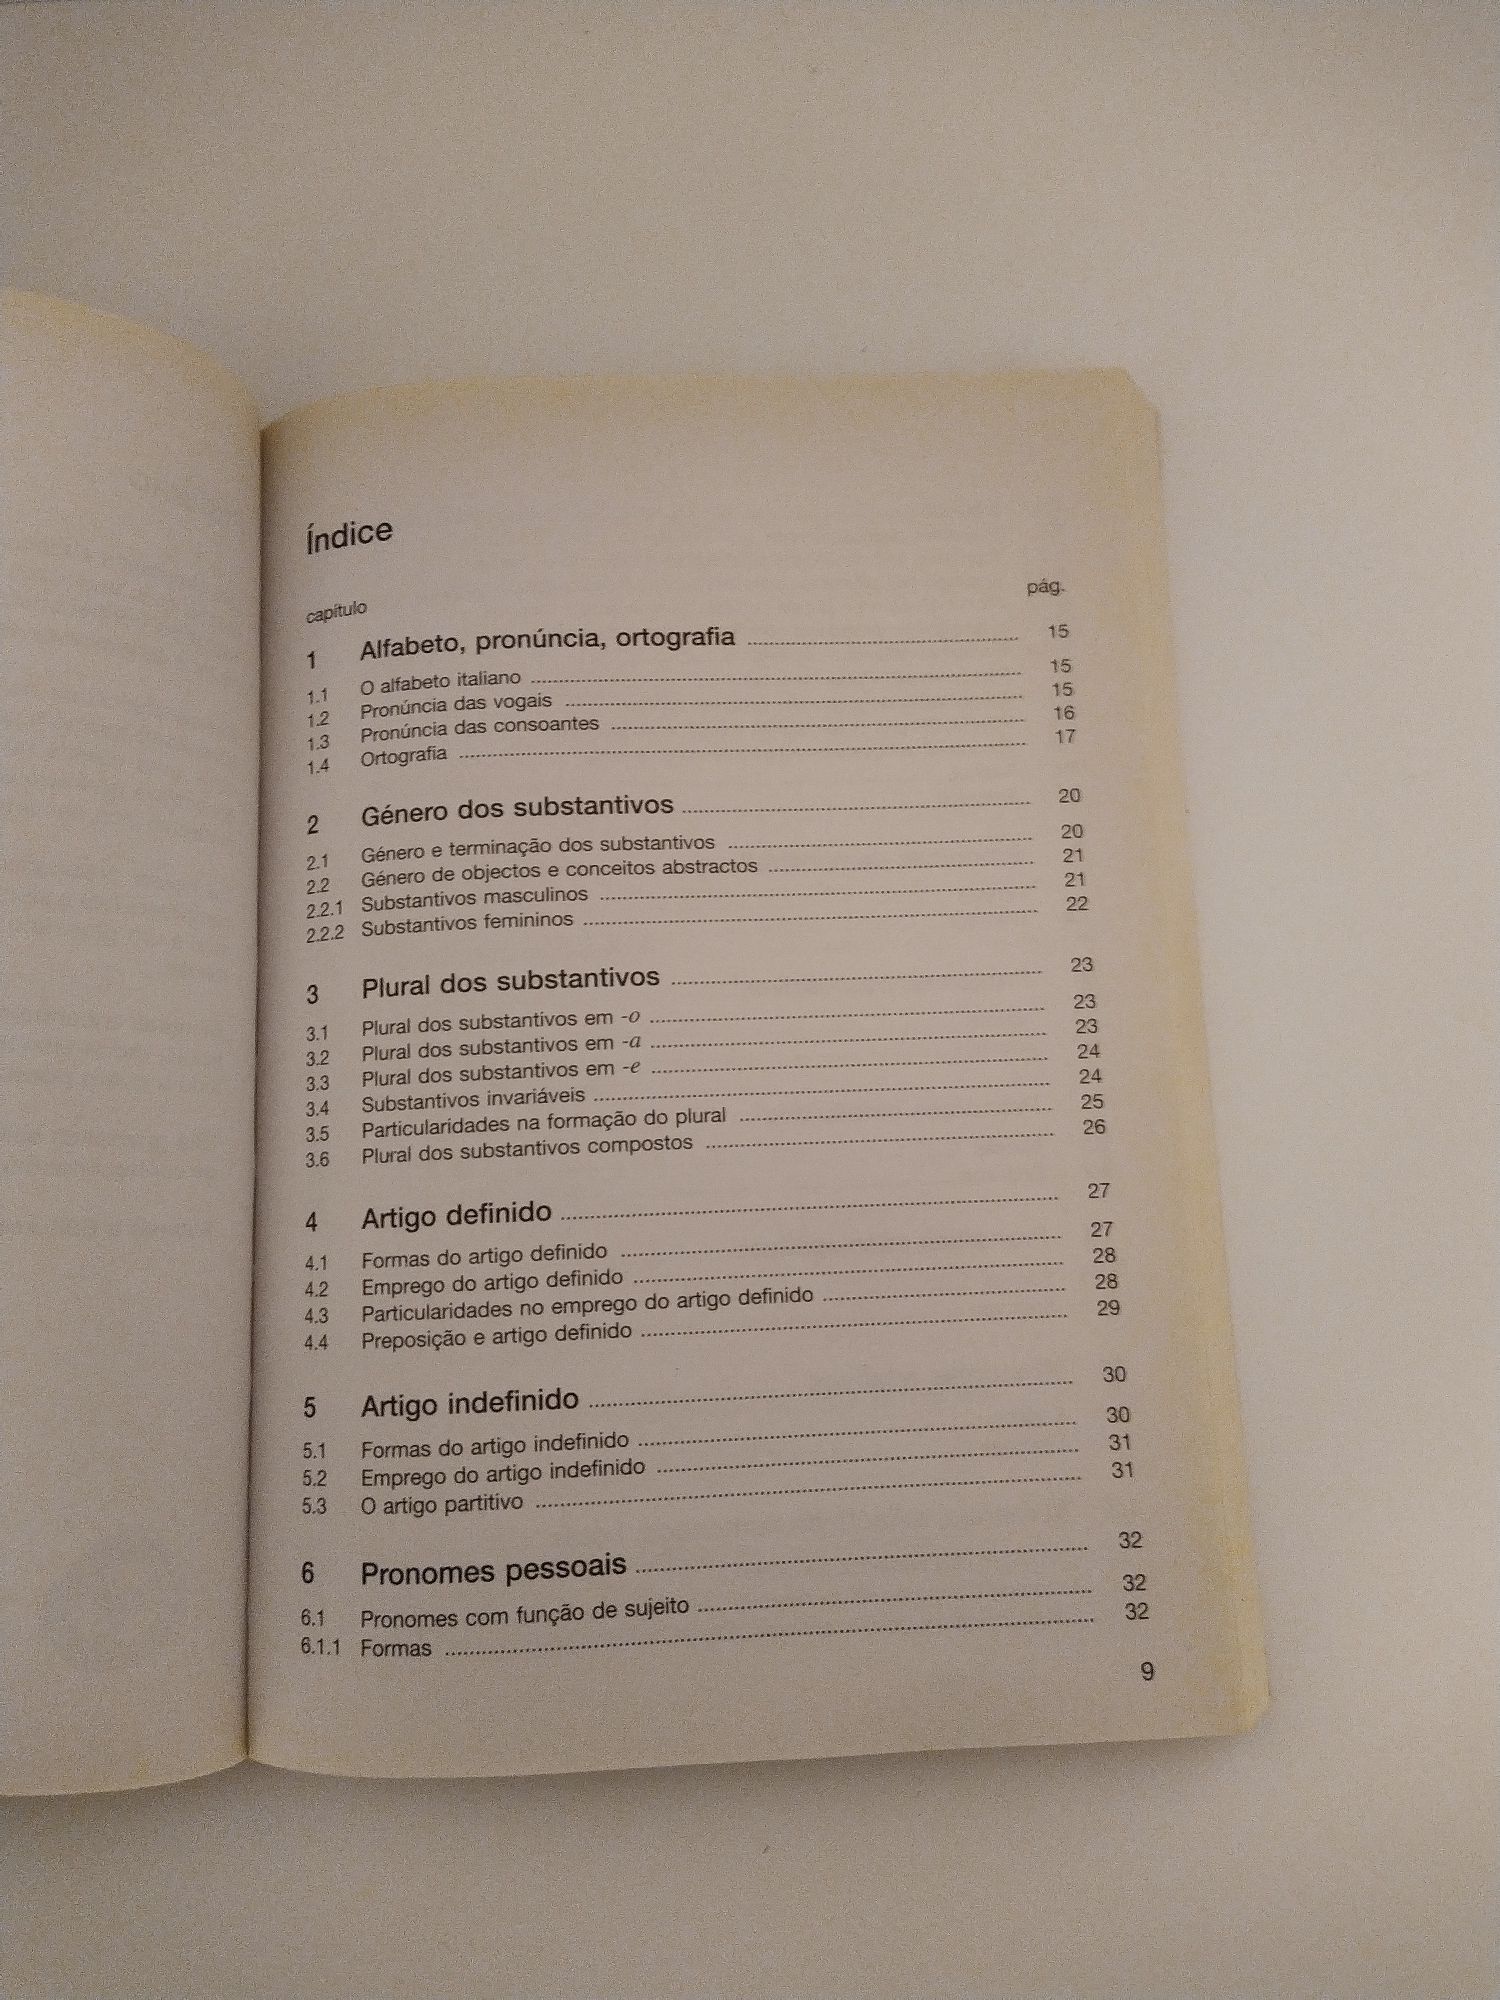 Índice
capítulo pág.
1 Alfabeto, pronúncia, ortografia 15
1.1 O alfabeto italiano 15
1.2 Pronúncia das vogais 15
1.3 Pronúncia das consoantes 16
1.4 Ortografia 17
2 Género dos substantivos 20
2.1 Género e terminação dos substantivos 20
2.2 Género de objectos e conceitos abstractos 21
2.2.1 Substantivos masculinos 21
2.2.2 Substantivos femininos 22
3 Plural dos substantivos 23
3.1 Plural dos substantivos em -o 23
3.2 Plural dos substantivos em -a 23
3.3 Plural dos substantivos em -e 24
3.4 Substantivos invariáveis 24
3.5 Particularidades na formação do plural 25
3.6 Plural dos substantivos compostos 26
4 Artigo definido 27
4.1 Formas do artigo definido 27
4.2 Emprego do artigo definido 28
4.3 Particularidades no emprego do artigo definido 28
4.4 Preposição e artigo definido 29
5 Artigo indefinido 30
5.1 Formas do artigo indefinido 30
5.2 Emprego do artigo indefinido 31
5.3 O artigo partitivo 31
6 Pronomes pessoais 32
6.1 Pronomes com função de sujeito 32
6.1.1 Formas 32
9